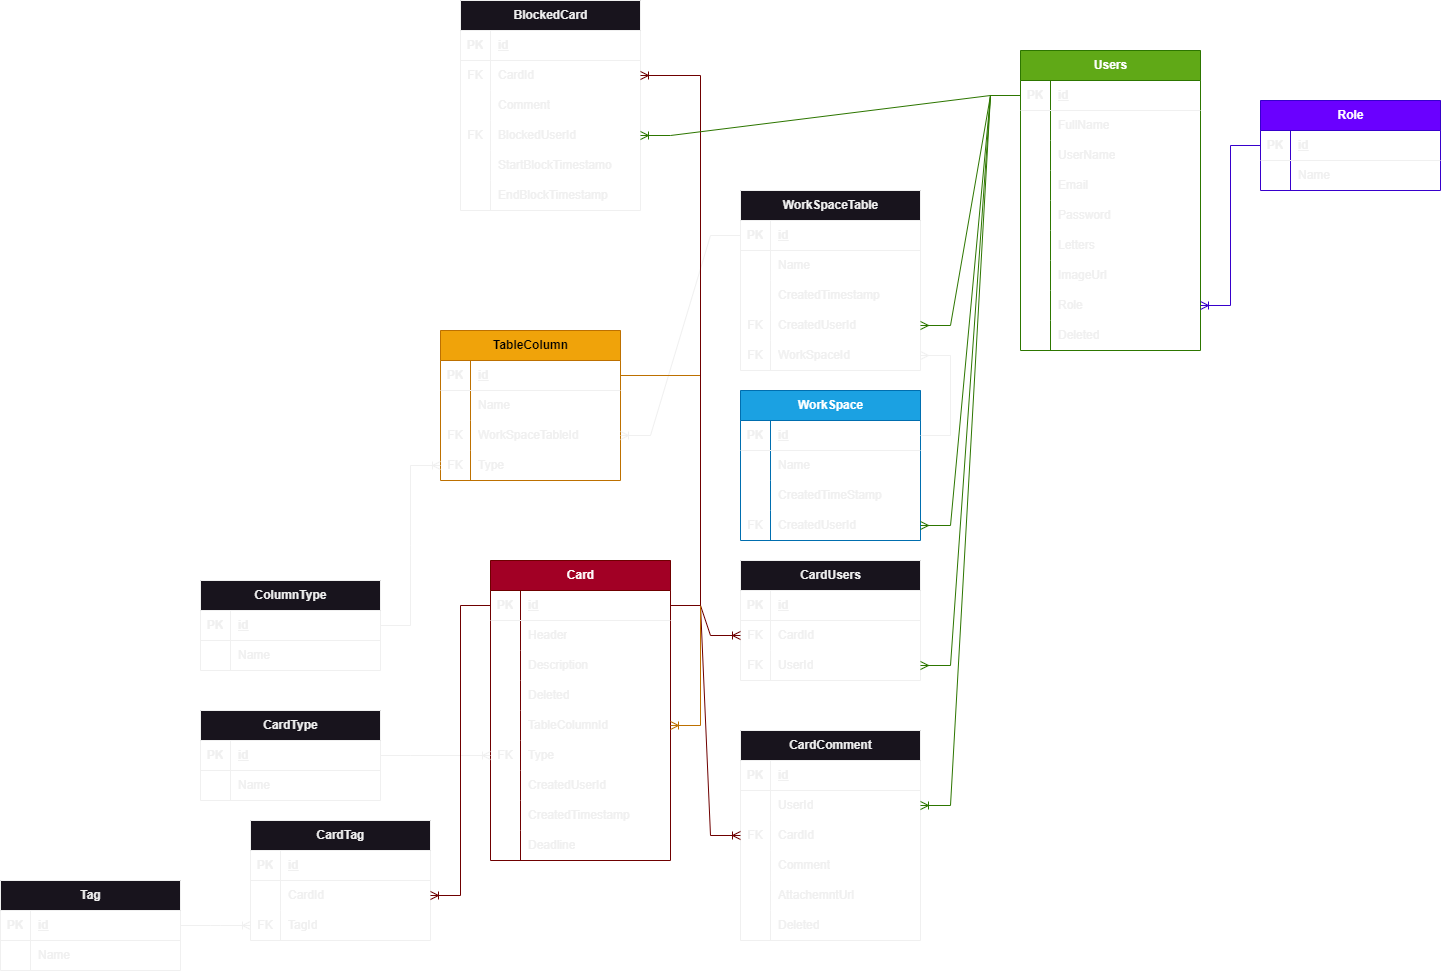 BlockedCard
PK id
FK CardId
Comment
FK BlockedUserId
StartBlockTimestamo
EndBlockTimestamp
Users
PK id
FullName
UserName
Email
Password
Letters
ImageUrl
Role
Deleted
Role
PK id
Name
WorkSpaceTable
PK id
Name
CreatedTimestamp
FK CreatedUserId
FK WorkSpaceId
TableColumn
PK id
Name
FK WorkSpaceTableId
FK Type
WorkSpace
PK id
Name
CreatedTimeStamp
FK CreatedUserId
ColumnType
PK id
Name
Card
PK id
Header
Description
Deleted
TableColumnId
FK Type
CreatedUserId
CreatedTimestamp
Deadline
CardUsers
PK id
FK CardId
FK UserId
CardType
PK id
Name
CardComment
PK id
UserId
FK CardId
Comment
AttachemntUrl
Deleted
CardTag
PK id
CardId
FK TagId
Tag
PK id
Name